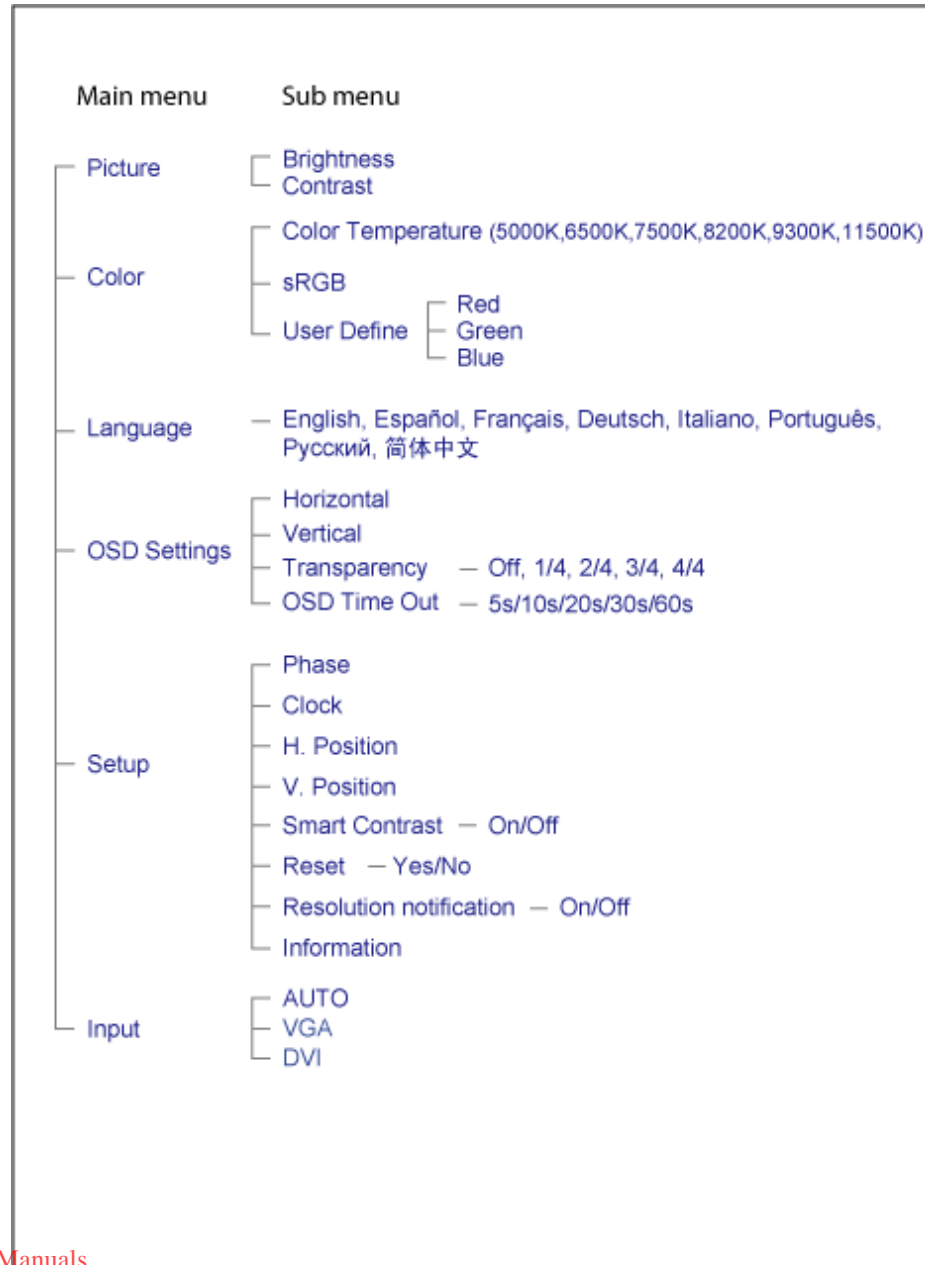 Main menu Sub menu
Picture Brightness
Contrast
Color Color Temperature (5000K,6500K,7500K,8200K,9300K,11500K)
sRGB
User Define Red
Green
Blue
Language English, Español, Français, Deutsch, Italiano, Português,
Русский, 简体中文
OSD Settings Horizontal
Vertical
Transparency — Off, 1/4, 2/4, 3/4, 4/4
OSD Time Out — 5s/10s/20s/30s/60s
Setup Phase
Clock
H. Position
V. Position
Smart Contrast — On/Off
Reset — Yes/No
Resolution notification — On/Off
Information
Input AUTO
VGA
DVI
Manuals